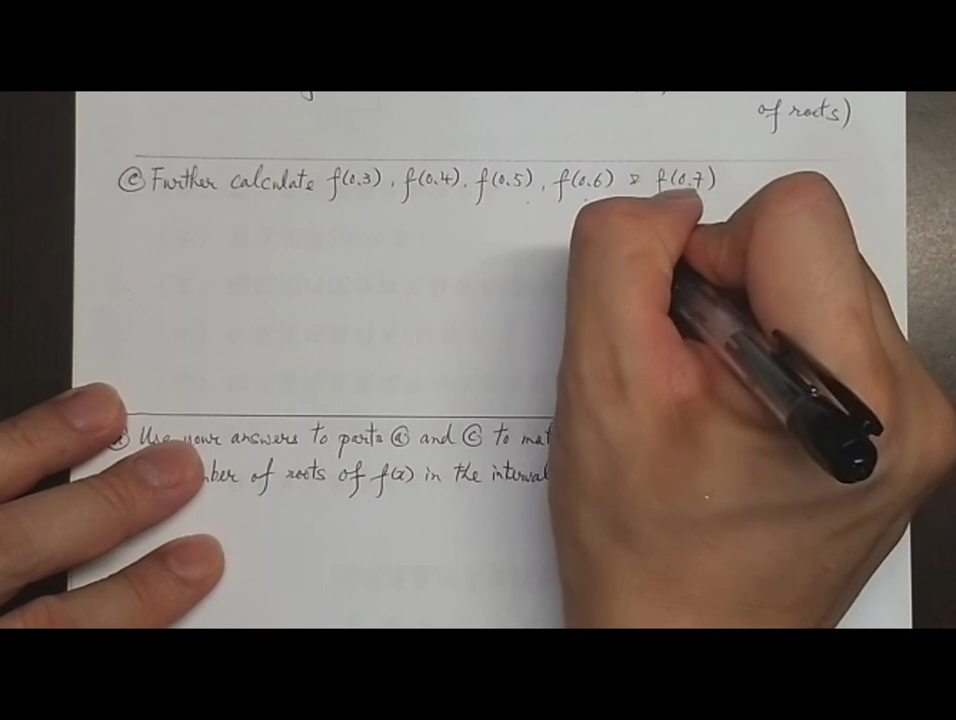 of roots)
ⓒ Further calculate f(0.3), f(0.4), f(0.5), f(0.6) & f(0.7)
Use your answers to parts ⓐ and ⓒ to
of roots of f(x) in the interval